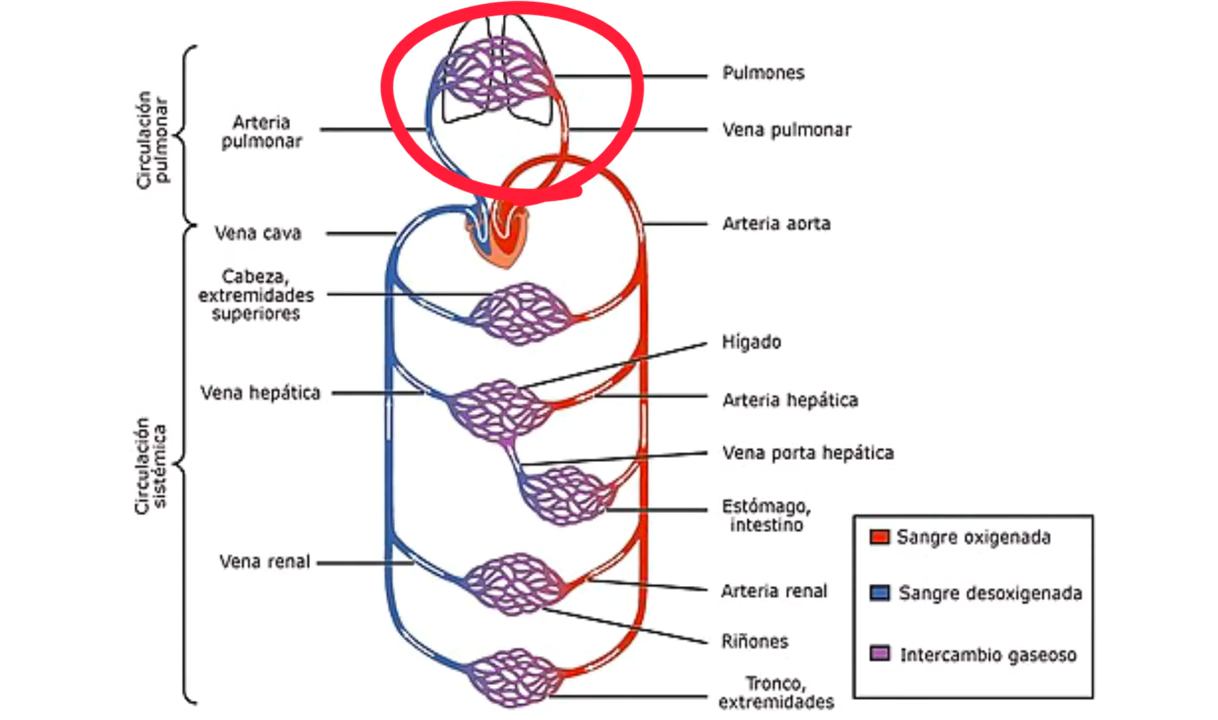 Circulación
pulmonar
Arteria
pulmonar
Pulmones
Vena pulmonar
Vena cava
Arteria aorta
Cabeza,
extremidades
superiores
Hígado
Vena hepática
Arteria hepática
Circulación
sistémica
Vena porta hepática
Estómago,
intestino
Vena renal
Arteria renal
Riñones
Tronco,
extremidades
Sangre oxigenada
Sangre desoxigenada
Intercambio gaseoso